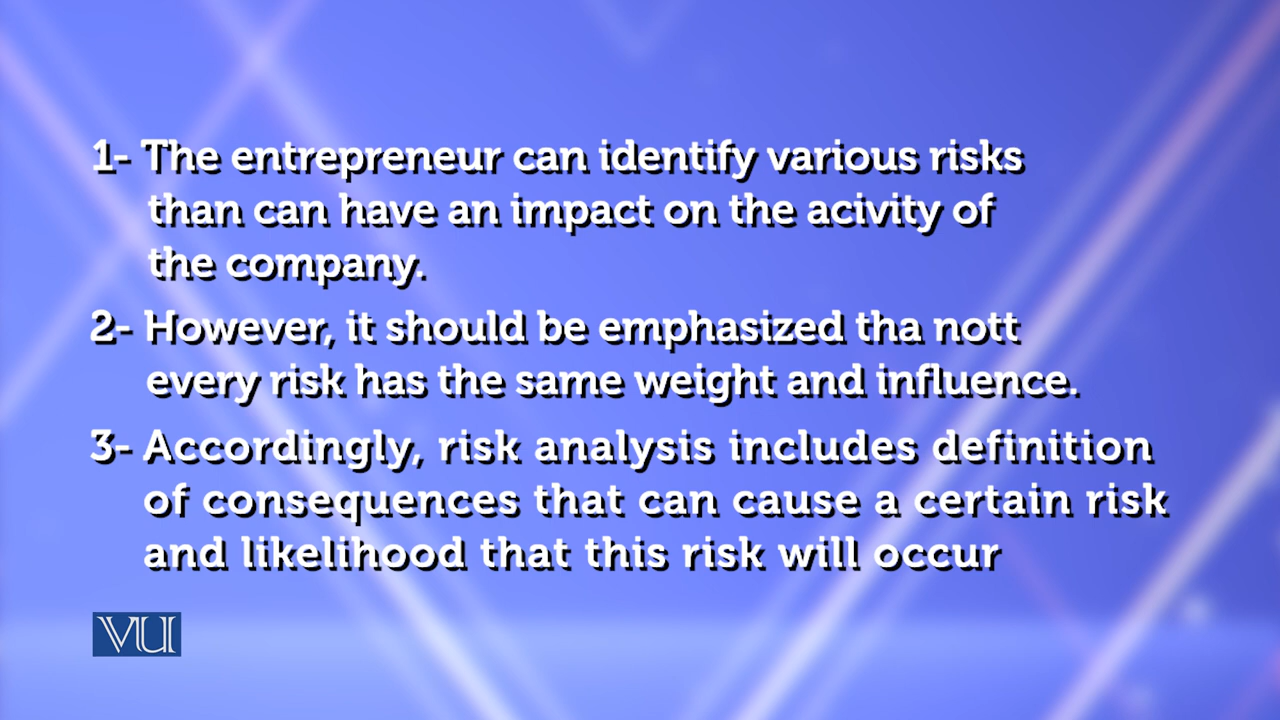 1- The entrepreneur can identify various risks
than can have an impact on the acivity of
the company.
2- However, it should be emphasized tha nott
every risk has the same weight and influence.
3- Accordingly, risk analysis includes definition
of consequences that can cause a certain risk
and likelihood that this risk will occur
VU